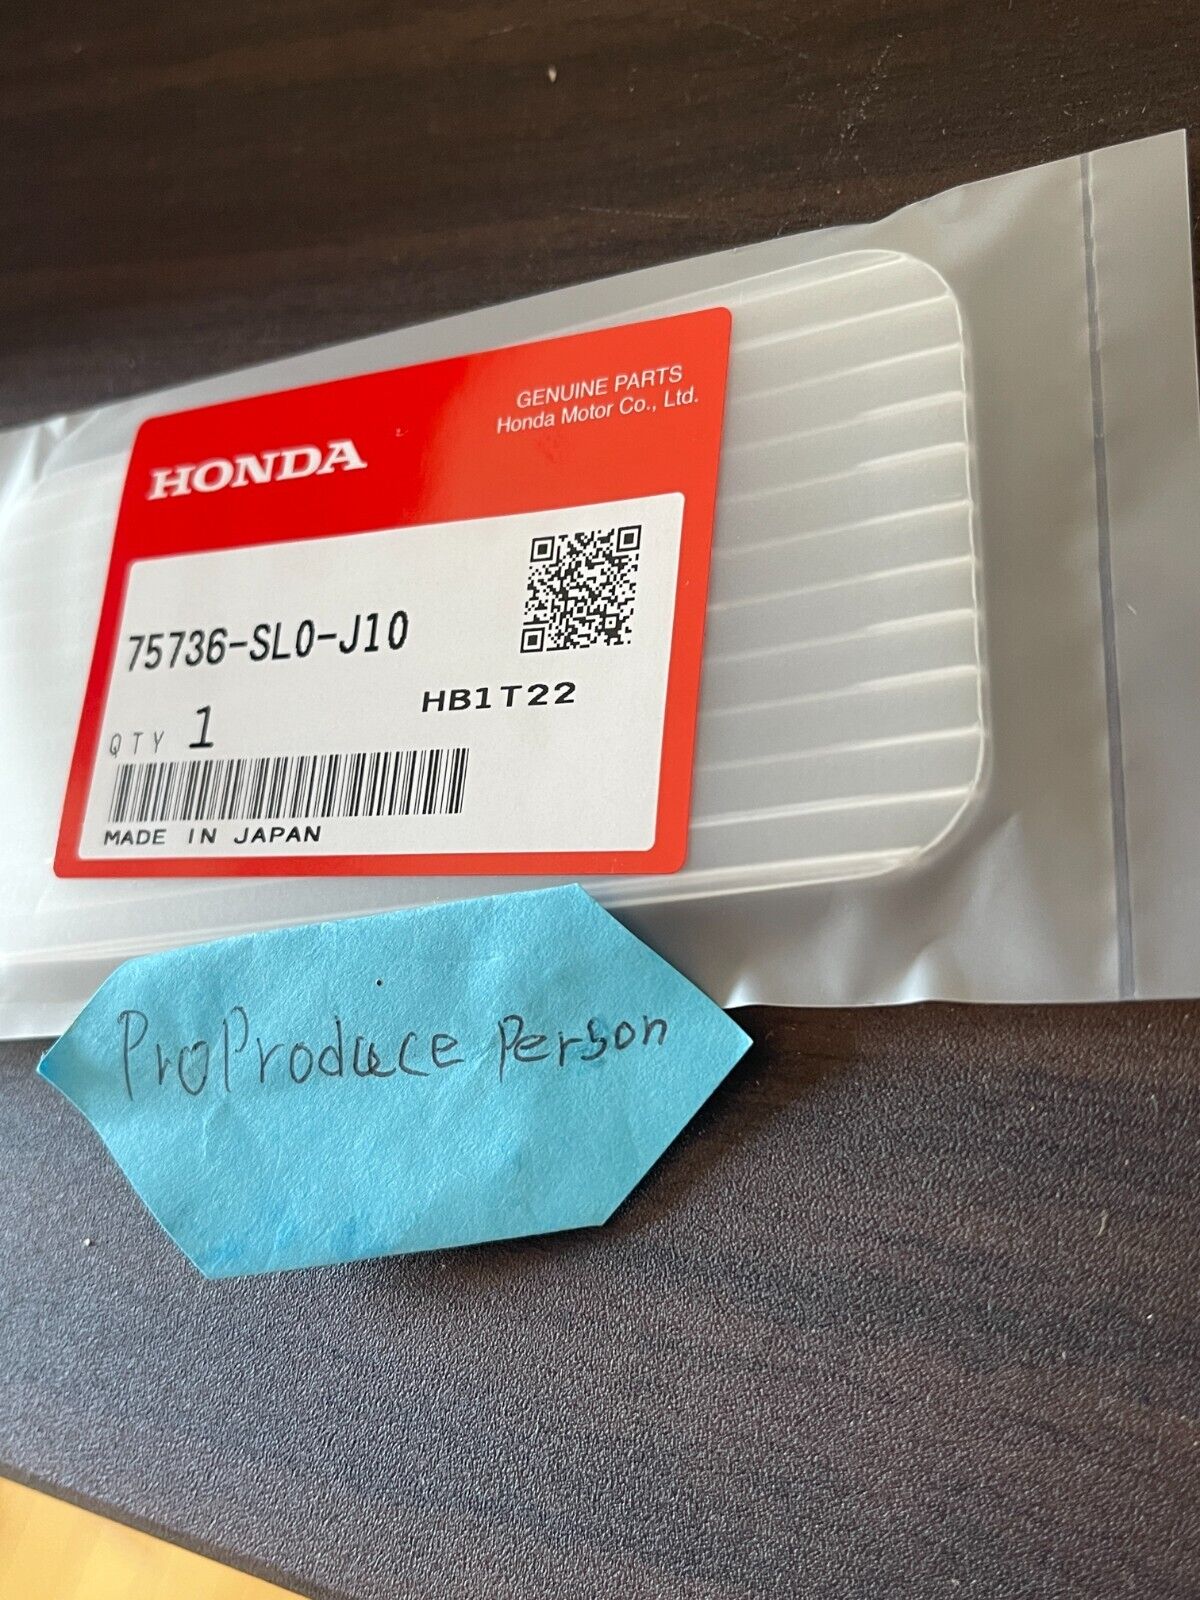 HONDA
GENUINE PARTS
Honda Motor Co., Ltd.
75736-SL0-J10
HB1T22
QTY 1
MADE IN JAPAN
ProProduce Person